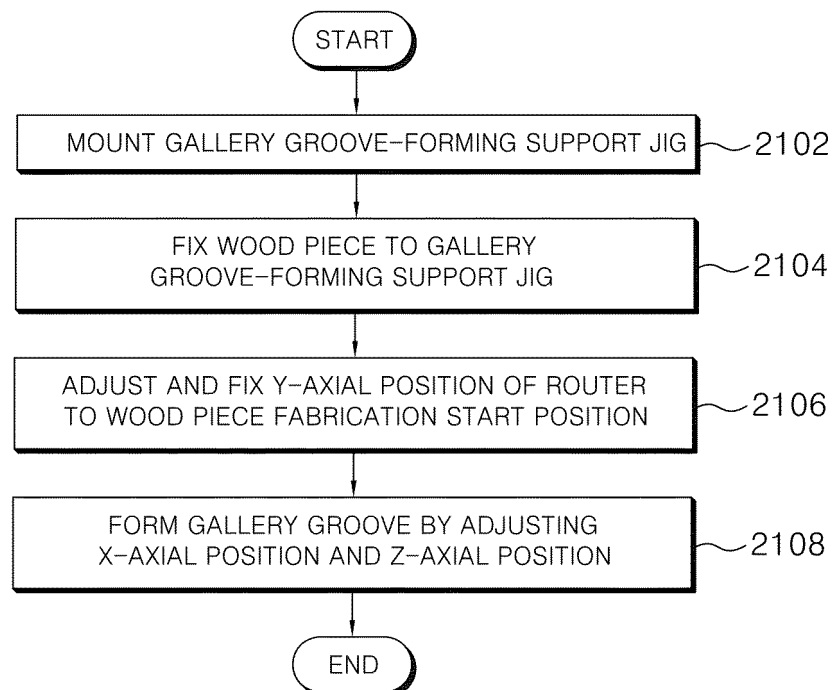 START
MOUNT GALLERY GROOVE-FORMING SUPPORT JIG
2102
FIX WOOD PIECE TO GALLERY
GROOVE-FORMING SUPPORT JIG
2104
ADJUST AND FIX Y-AXIAL POSITION OF ROUTER
TO WOOD PIECE FABRICATION START POSITION
2106
FORM GALLERY GROOVE BY ADJUSTING
X-AXIAL POSITION AND Z-AXIAL POSITION
2108
END